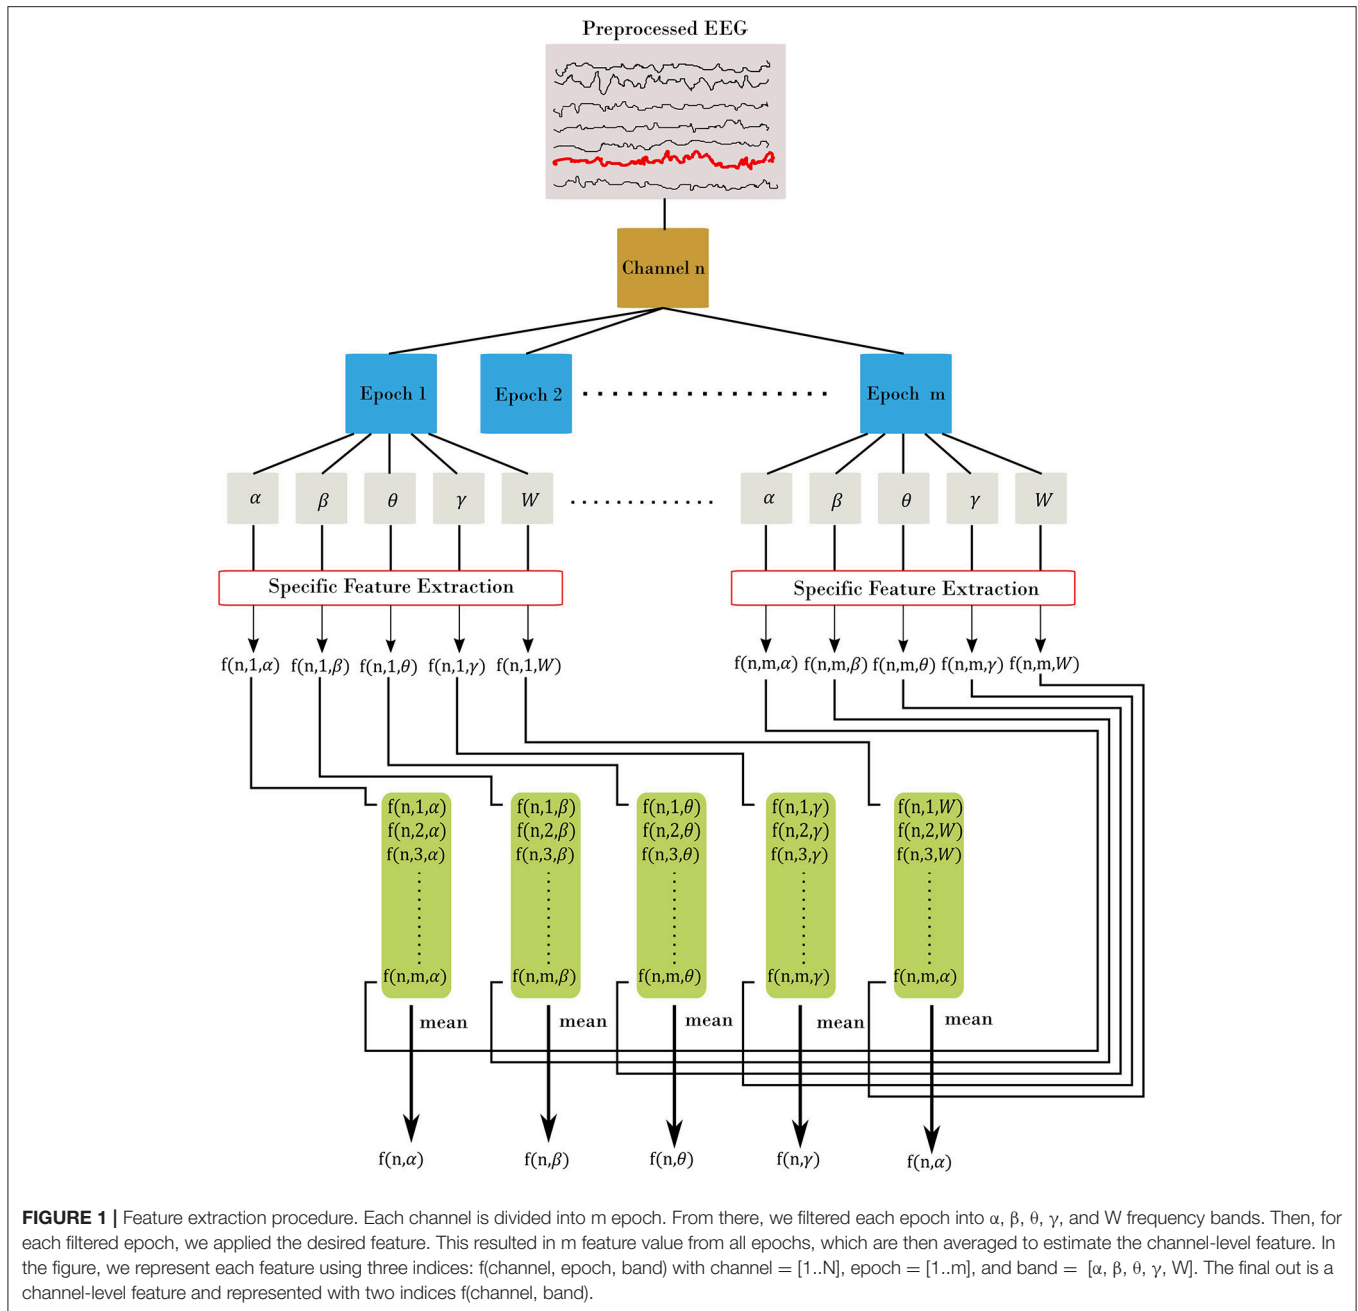 Preprocessed EEG
Channel n
Epoch 1 Epoch 2 Epoch m
α β θ γ W α β θ γ W
Specific Feature Extraction Specific Feature Extraction
f(n,1,α) f(n,1,β) f(n,1,θ) f(n,1,γ) f(n,1,W) f(n,m,α) f(n,m,β) f(n,m,θ) f(n,m,γ) f(n,m,W)
f(n,1,α) f(n,1,β) f(n,1,θ) f(n,1,γ) f(n,1,W)
f(n,2,α) f(n,2,β) f(n,2,θ) f(n,2,γ) f(n,2,W)
f(n,3,α) f(n,3,β) f(n,3,θ) f(n,3,γ) f(n,3,W)
f(n,m,α) f(n,m,β) f(n,m,θ) f(n,m,γ) f(n,m,α)
mean mean mean mean mean
f(n,α) f(n,β) f(n,θ) f(n,γ) f(n,α)
FIGURE 1 | Feature extraction procedure. Each channel is divided into m epoch. From there, we filtered each epoch into α, β, θ, γ, and W frequency bands. Then, for
each filtered epoch, we applied the desired feature. This resulted in m feature value from all epochs, which are then averaged to estimate the channel-level feature. In
the figure, we represent each feature using three indices: f(channel, epoch, band) with channel = [1..N], epoch = [1..m], and band = [α, β, θ, γ, W]. The final out is a
channel-level feature and represented with two indices f(channel, band).